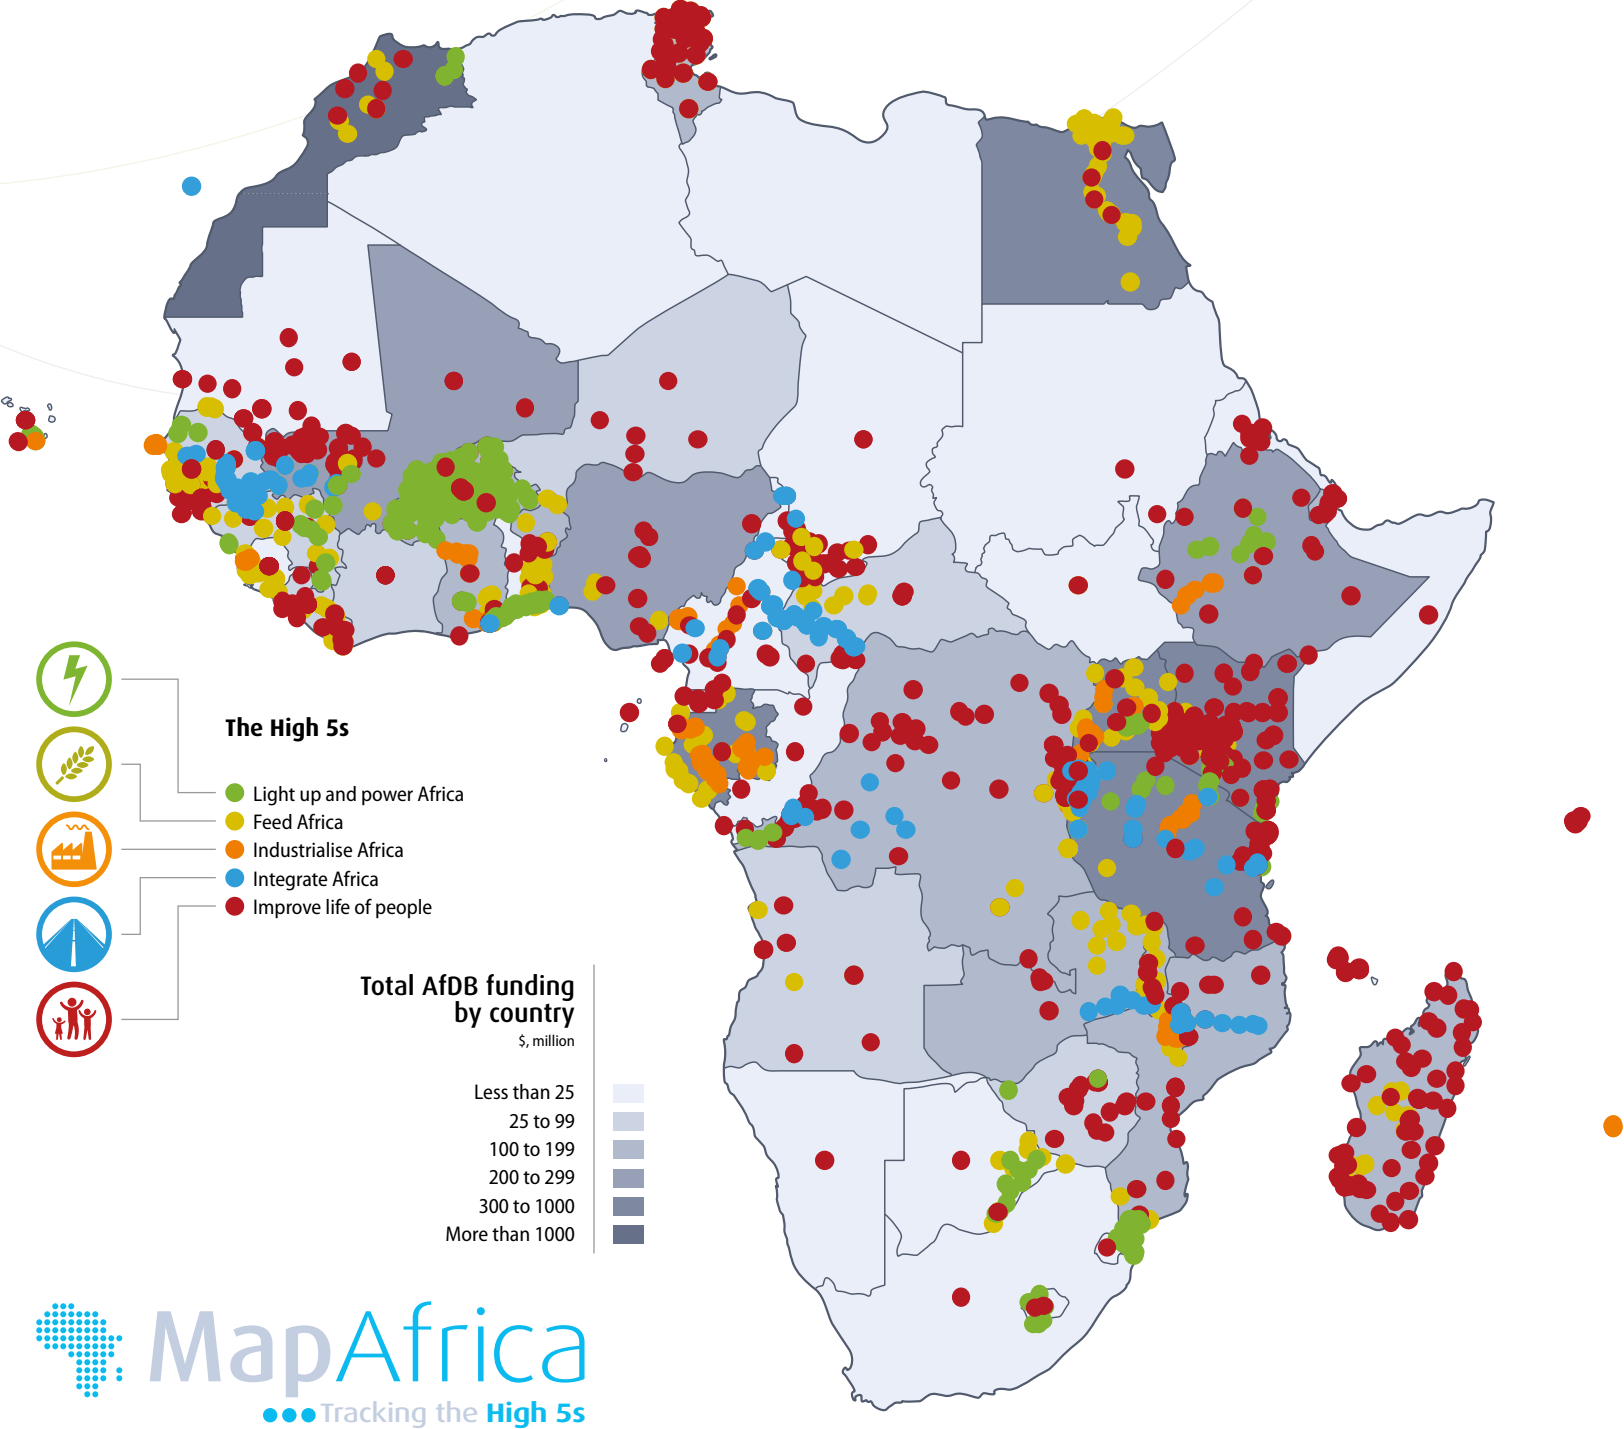 The High 5s
Light up and power Africa
Feed Africa
Industrialise Africa
Integrate Africa
Improve life of people
Total AfDB funding
by country
$, million
Less than 25
25 to 99
100 to 199
200 to 299
300 to 1000
More than 1000
MapAfrica
Tracking the High 5s